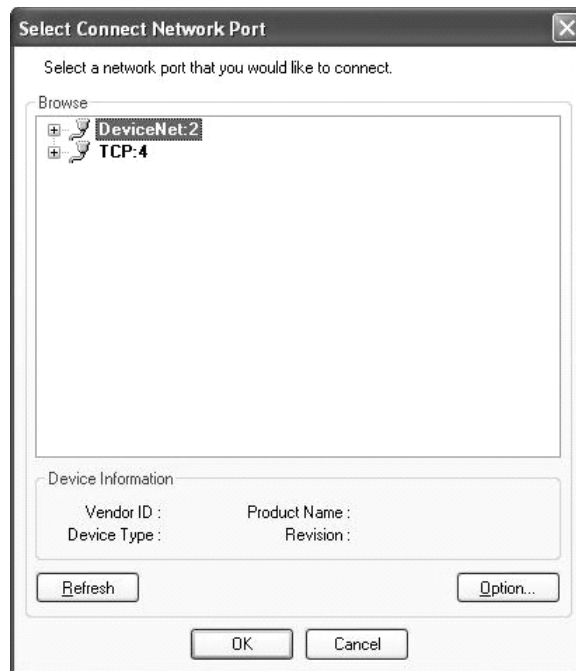 Select Connect Network Port
Select a network port that you would like to connect.
Browse
DeviceNet:2
TCP:4
Device Information
Vendor ID :
Product Name :
Device Type :
Revision :
Refresh
Option...
OK
Cancel